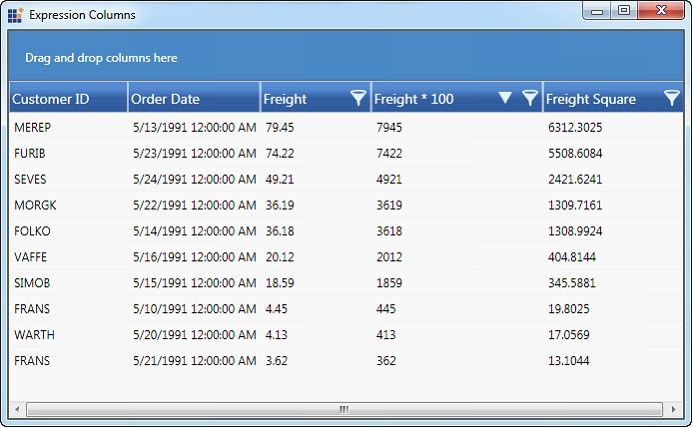 Expression Columns
Drag and drop columns here
Customer ID Order Date Freight Freight * 100 Freight Square
MEREP 5/13/1991 12:00:00 AM 79.45 7945 6312.3025
FURIB 5/23/1991 12:00:00 AM 74.22 7422 5508.6084
SEVES 5/24/1991 12:00:00 AM 49.21 4921 2421.6241
MORGK 5/22/1991 12:00:00 AM 36.19 3619 1309.7161
FOLKO 5/14/1991 12:00:00 AM 36.18 3618 1308.9924
VAFFE 5/16/1991 12:00:00 AM 20.12 2012 404.8144
SIMOB 5/15/1991 12:00:00 AM 18.59 1859 345.5881
FRANS 5/10/1991 12:00:00 AM 4.45 445 19.8025
WARTH 5/20/1991 12:00:00 AM 4.13 413 17.0569
FRANS 5/21/1991 12:00:00 AM 3.62 362 13.1044